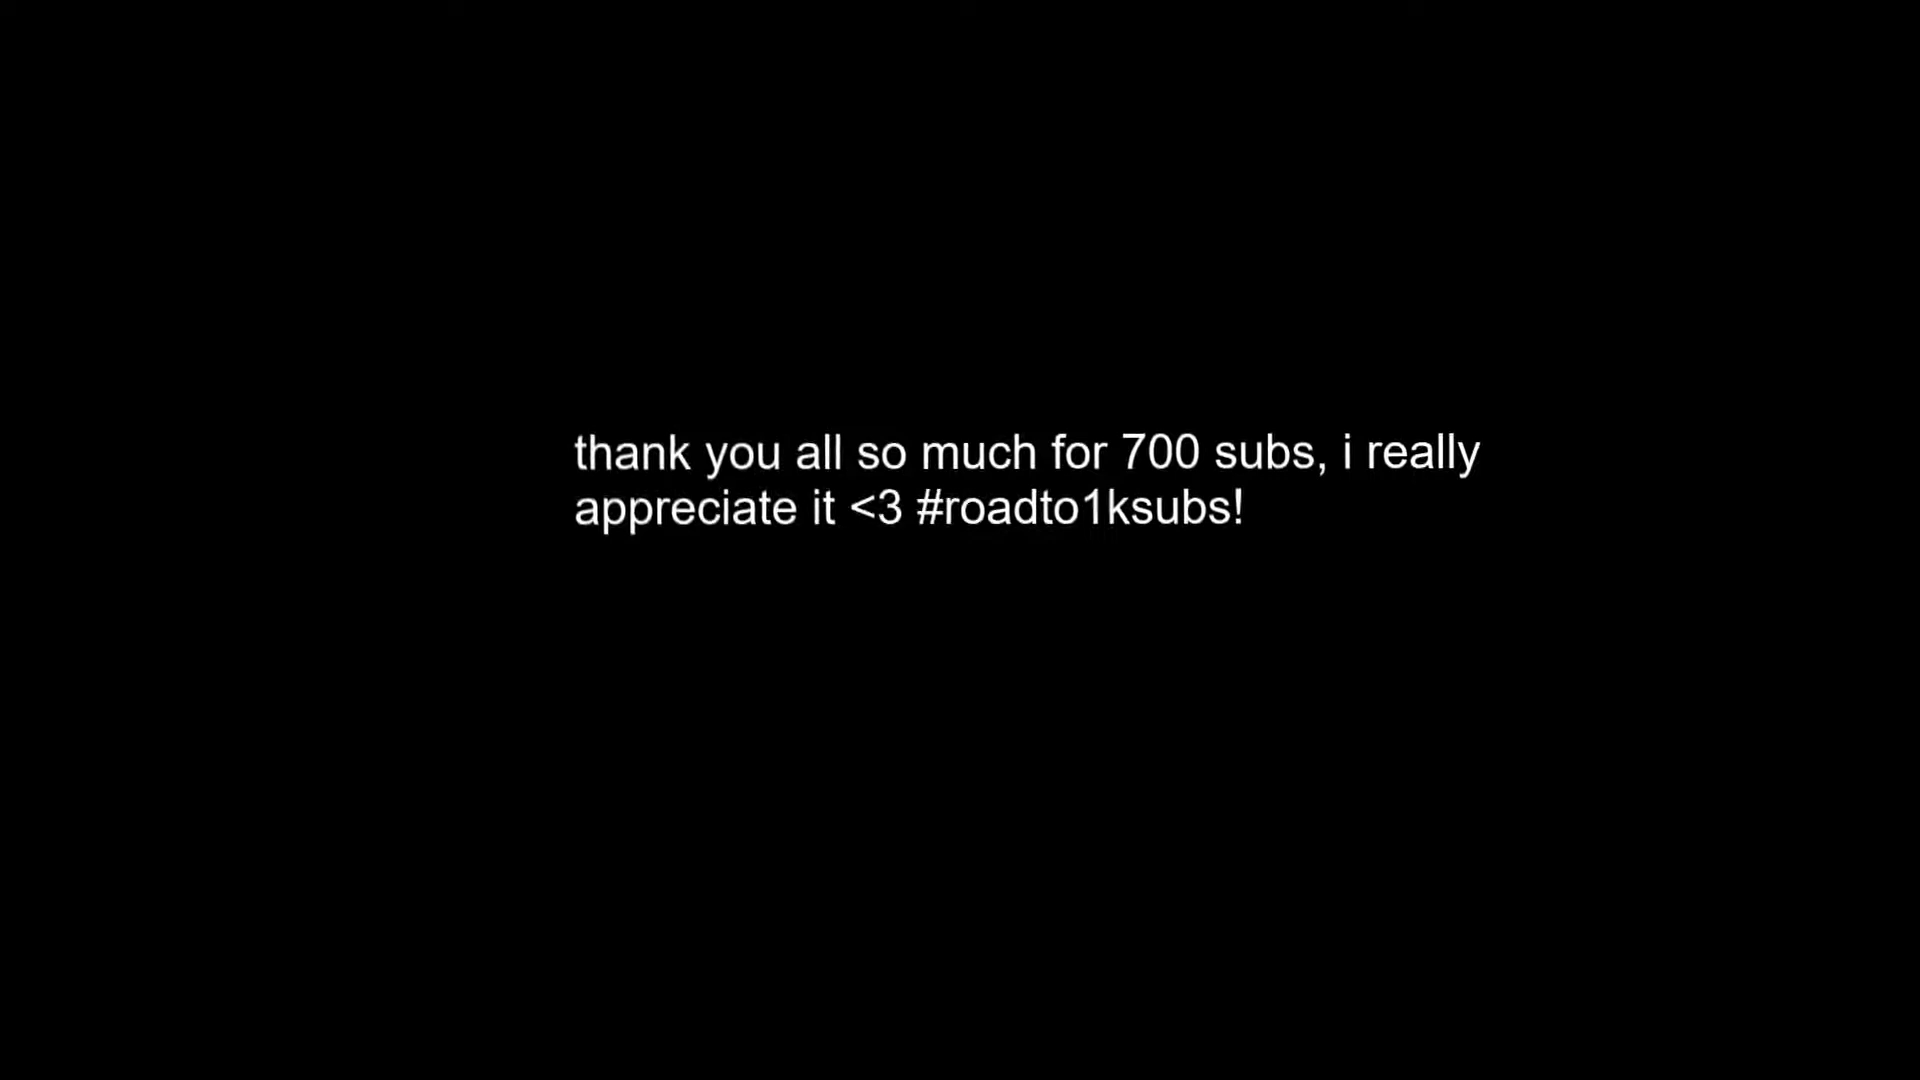 thank you all so much for 700 subs, i really
appreciate it <3 #roadto1ksubs!